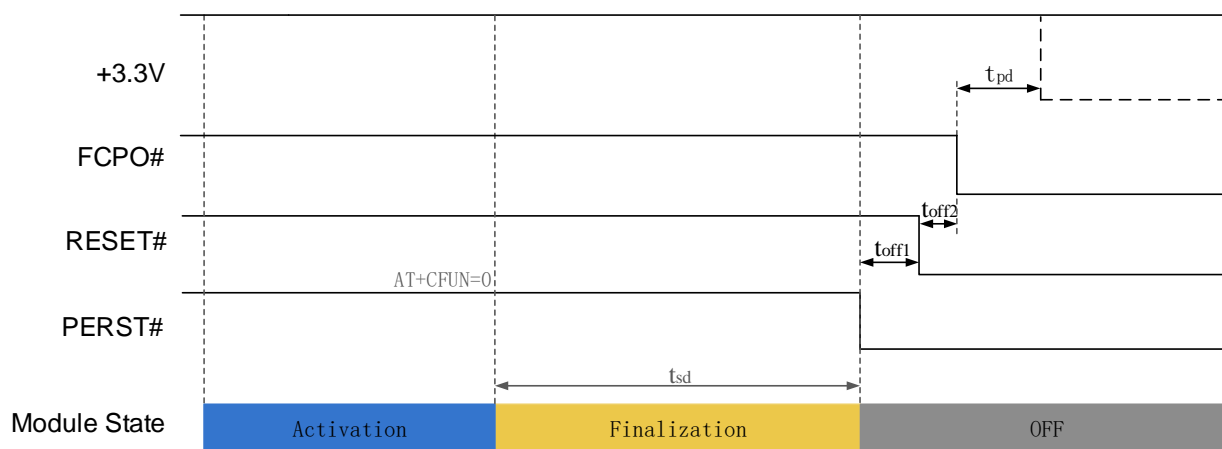 +3.3V
tpd
FCPO#
toff2
RESET#
toff1
AT+CFUN=0
PERST#
tsd
Module State
Activation
Finalization
OFF